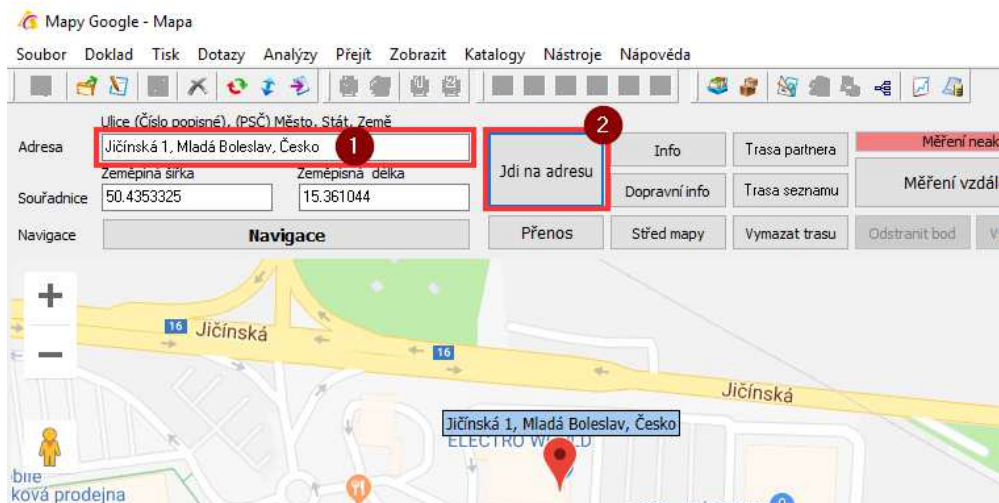 Mapy Google - Mapa
Soubor Doklad Tisk Dotazy Analýzy Přejít Zobrazit Katalogy Nástroje Nápověda
Ulice (Číslo popisné), (PSČ) Město, Stát, Země
Adresa Jičínská 1, Mladá Boleslav, Česko 1
2
Jdi na adresu Info Trasa partnera Měření neak
Zeměpiná šířka Zeměpisná délka
Souřadnice 50.4353325 15.361044 Dopravní info Trasa seznamu Měření vzdál
Navigace Navigace Přenos Střed mapy Vymazat trasu Odstranit bod V
+
16 Jičínská
−
16
Jičínská
Jičínská 1, Mladá Boleslav, Česko
ELECTRO WORLD
bile
ková prodejna